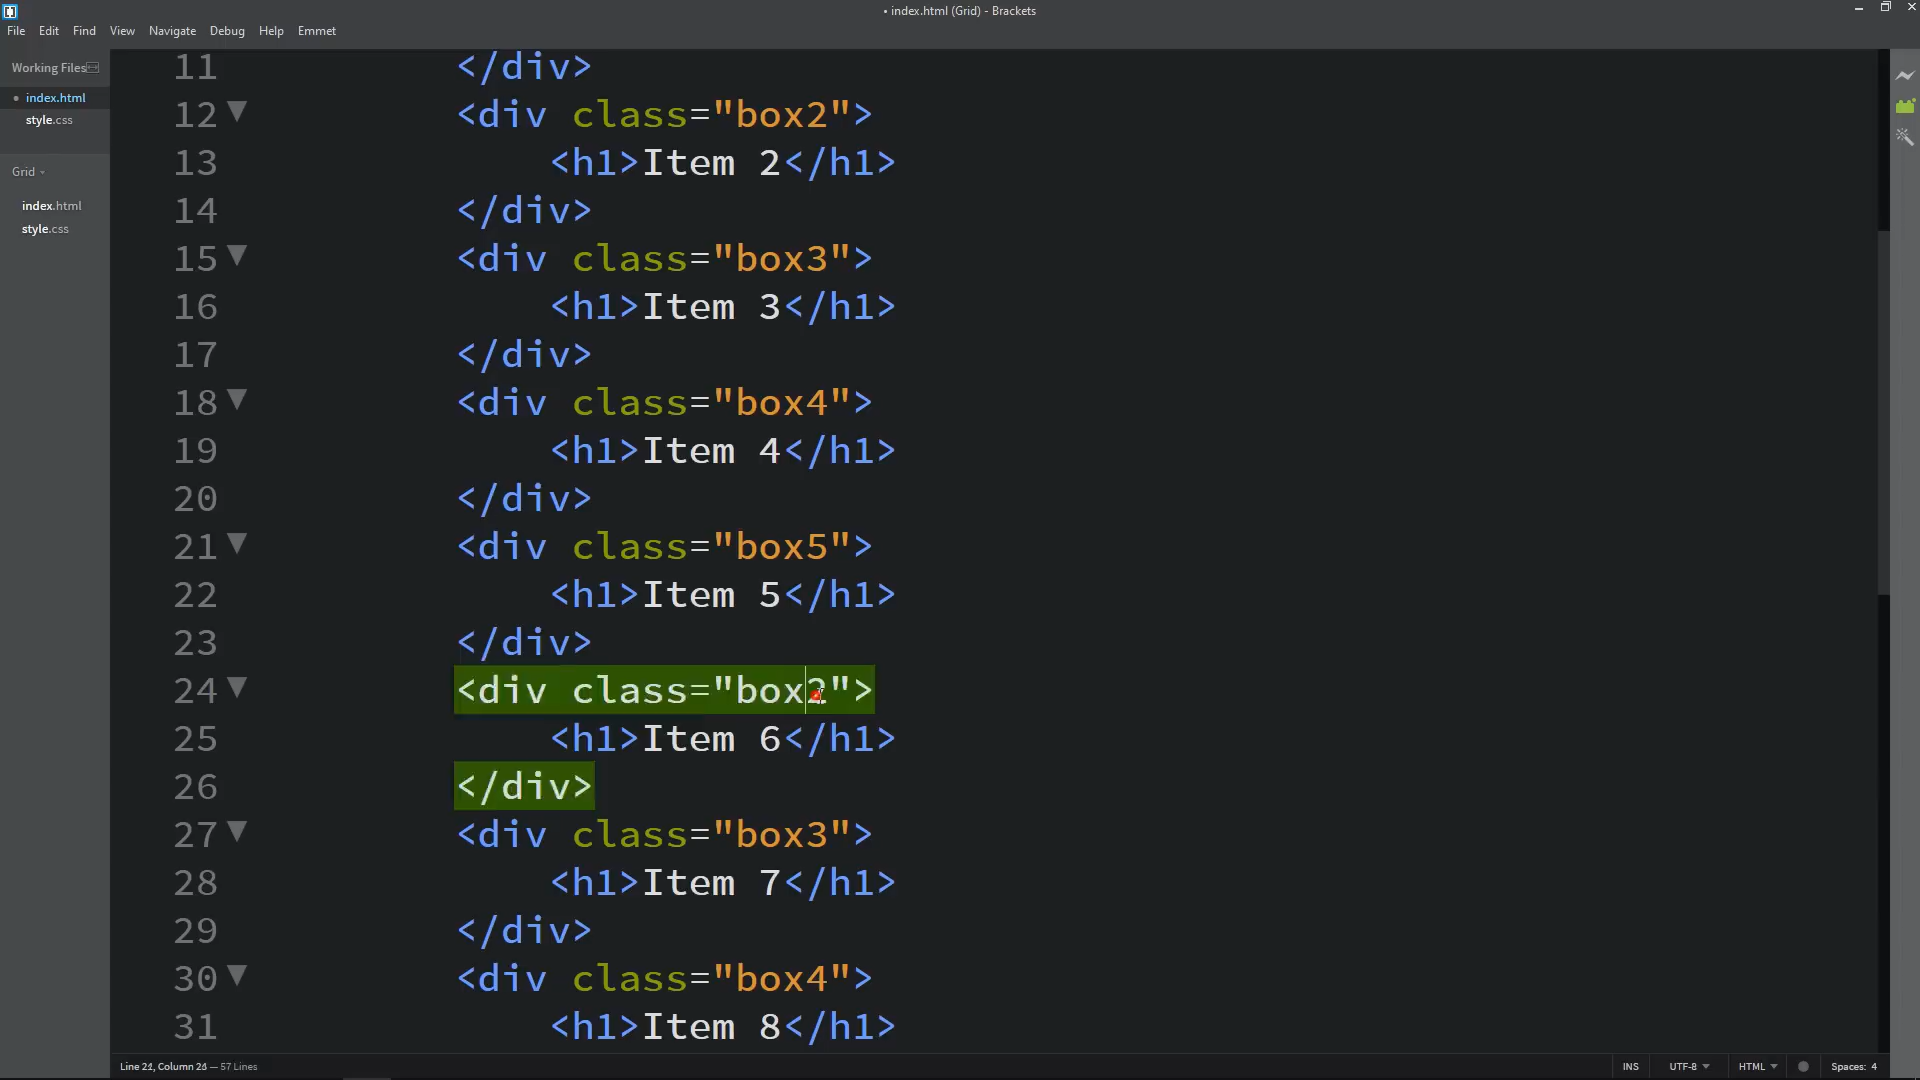 • index.html (Grid) - Brackets
File Edit Find View Navigate Debug Help Emmet
Working Files
• index.html
style.css
Grid
index.html
style.css
11 </div>
12 <div class="box2">
13 <h1>Item 2</h1>
14 </div>
15 <div class="box3">
16 <h1>Item 3</h1>
17 </div>
18 <div class="box4">
19 <h1>Item 4</h1>
20 </div>
21 <div class="box5">
22 <h1>Item 5</h1>
23 </div>
24 <div class="box2">
25 <h1>Item 6</h1>
26 </div>
27 <div class="box3">
28 <h1>Item 7</h1>
29 </div>
30 <div class="box4">
31 <h1>Item 8</h1>
Line Column — 57 Lines INS UTF-8 HTML Spaces: 4